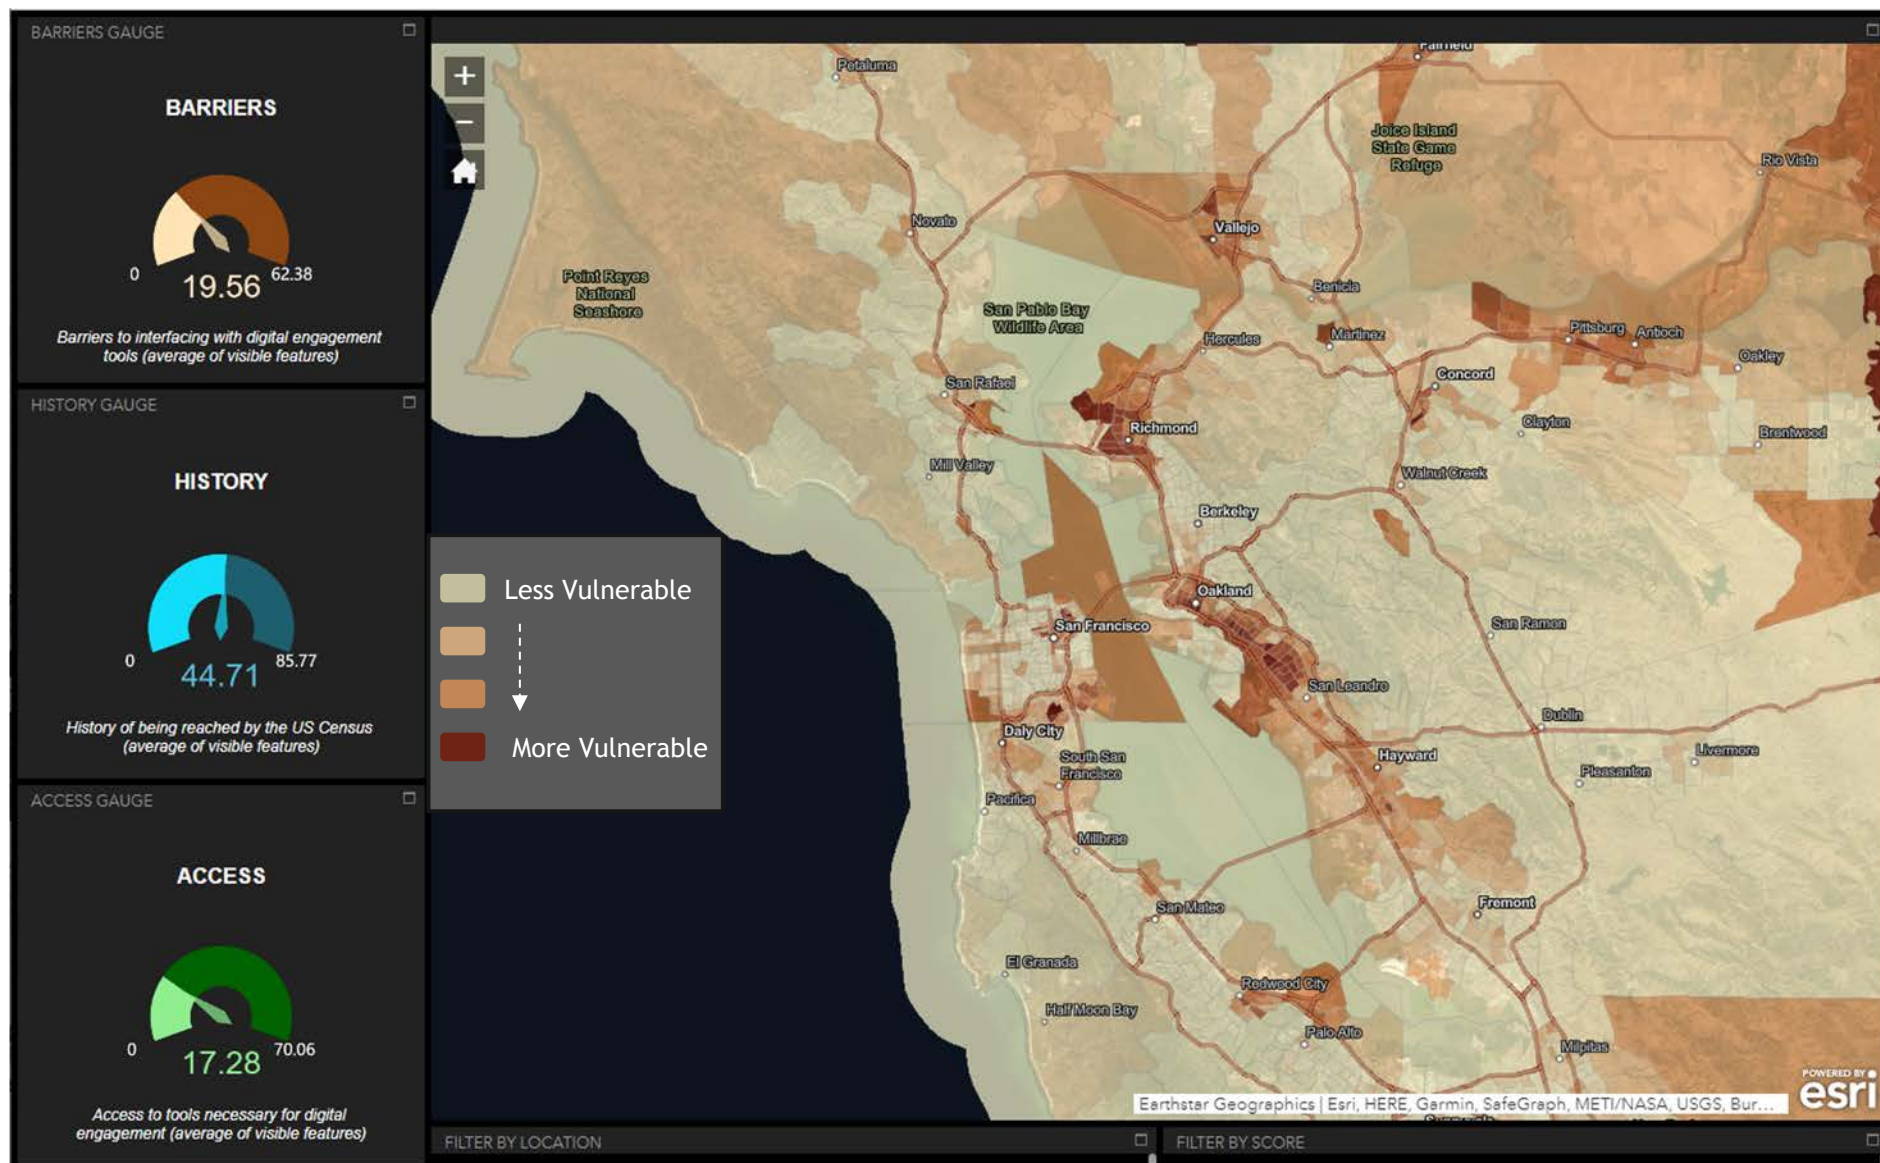 BARRIERS GAUGE
BARRIERS
0
62.38
19.56
Barriers to interfacing with digital engagement
tools (average of visible features)
HISTORY GAUGE
HISTORY
0
85.77
44.71
History of being reached by the US Census
(average of visible features)
ACCESS GAUGE
ACCESS
0
70.06
17.28
Access to tools necessary for digital
engagement (average of visible features)
+
−
Less Vulnerable
More Vulnerable
Petaluma
Fairfield
Joice Island
State Game
Refuge
Rio Vista
Novato
Vallejo
Point Reyes
National
Seashore
Benicia
San Pablo Bay
Wildlife Area
Hercules
Martinez
Pittsburg
Antioch
Oakley
Concord
San Rafael
Richmond
Clayton
Brentwood
Mill Valley
Walnut Creek
Berkeley
Oakland
San Francisco
San Ramon
San Leandro
Daly City
Dublin
South San
Francisco
Hayward
Livermore
Pleasanton
Pacifica
Millbrae
San Mateo
Fremont
El Granada
Redwood City
Half Moon Bay
Palo Alto
Milpitas
Earthstar Geographics | Esri, HERE, Garmin, SafeGraph, METI/NASA, USGS, Bur...
POWERED BY
esri
FILTER BY LOCATION
FILTER BY SCORE